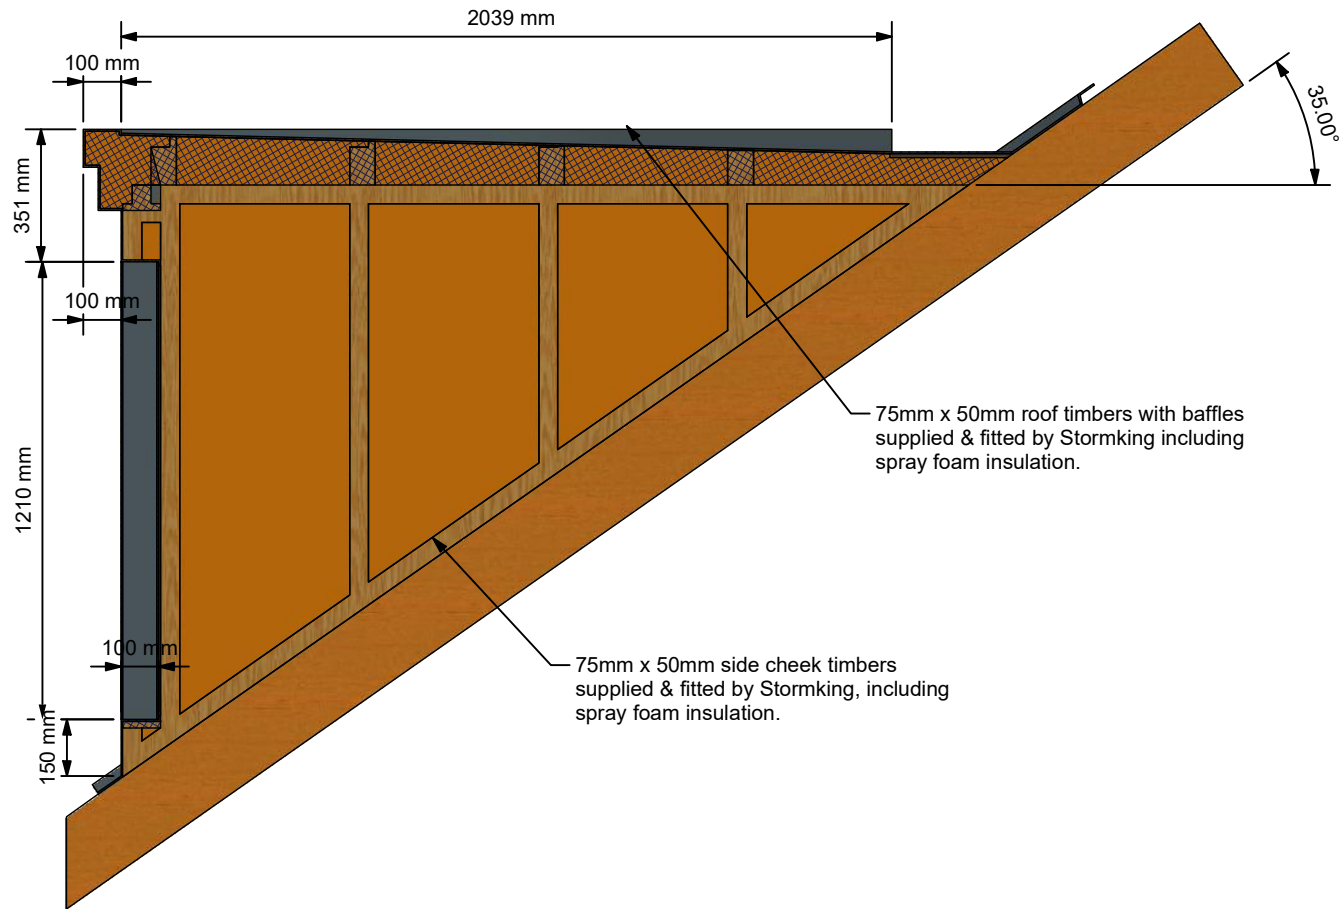 2039 mm
100 mm
35.00°
351 mm
100 mm
1210 mm
75mm x 50mm roof timbers with baffles
supplied & fitted by Stormking including
spray foam insulation.
100 mm
75mm x 50mm side cheek timbers
supplied & fitted by Stormking, including
spray foam insulation.
150 mm